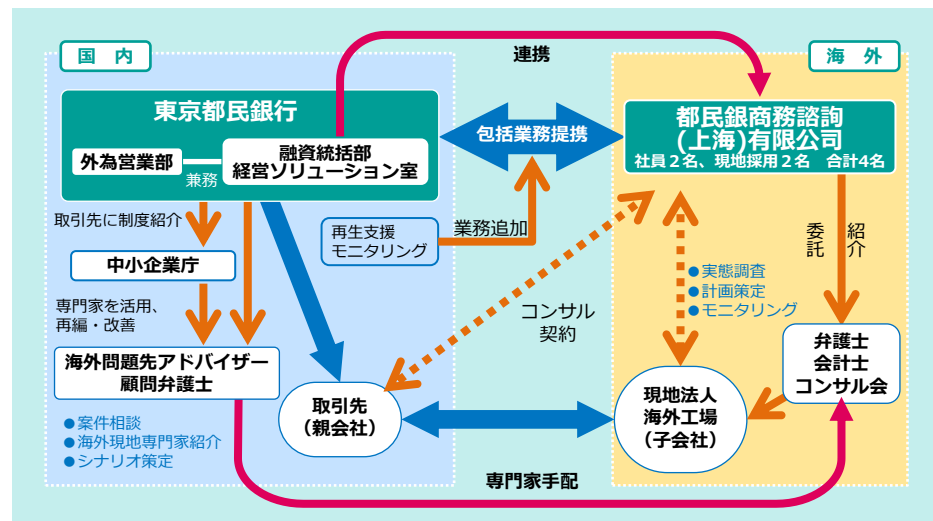 国 内
連携
海 外
東京都民銀行
外為営業部
兼務
融資統括部
経営ソリューション室
包括業務提携
都民銀商務諮詢
(上海)有限公司
社員２名、現地採用２名 合計4名
取引先に制度紹介
再生支援
モニタリング
業務追加
委託
紹介
中小企業庁
●実態調査
●計画策定
●モニタリング
専門家を活用、
再編・改善
コンサル
契約
海外問題先アドバイザー
顧問弁護士
弁護士
会計士
コンサル会
取引先
（親会社）
現地法人
海外工場
（子会社）
●案件相談
●海外現地専門家紹介
●シナリオ策定
専門家手配